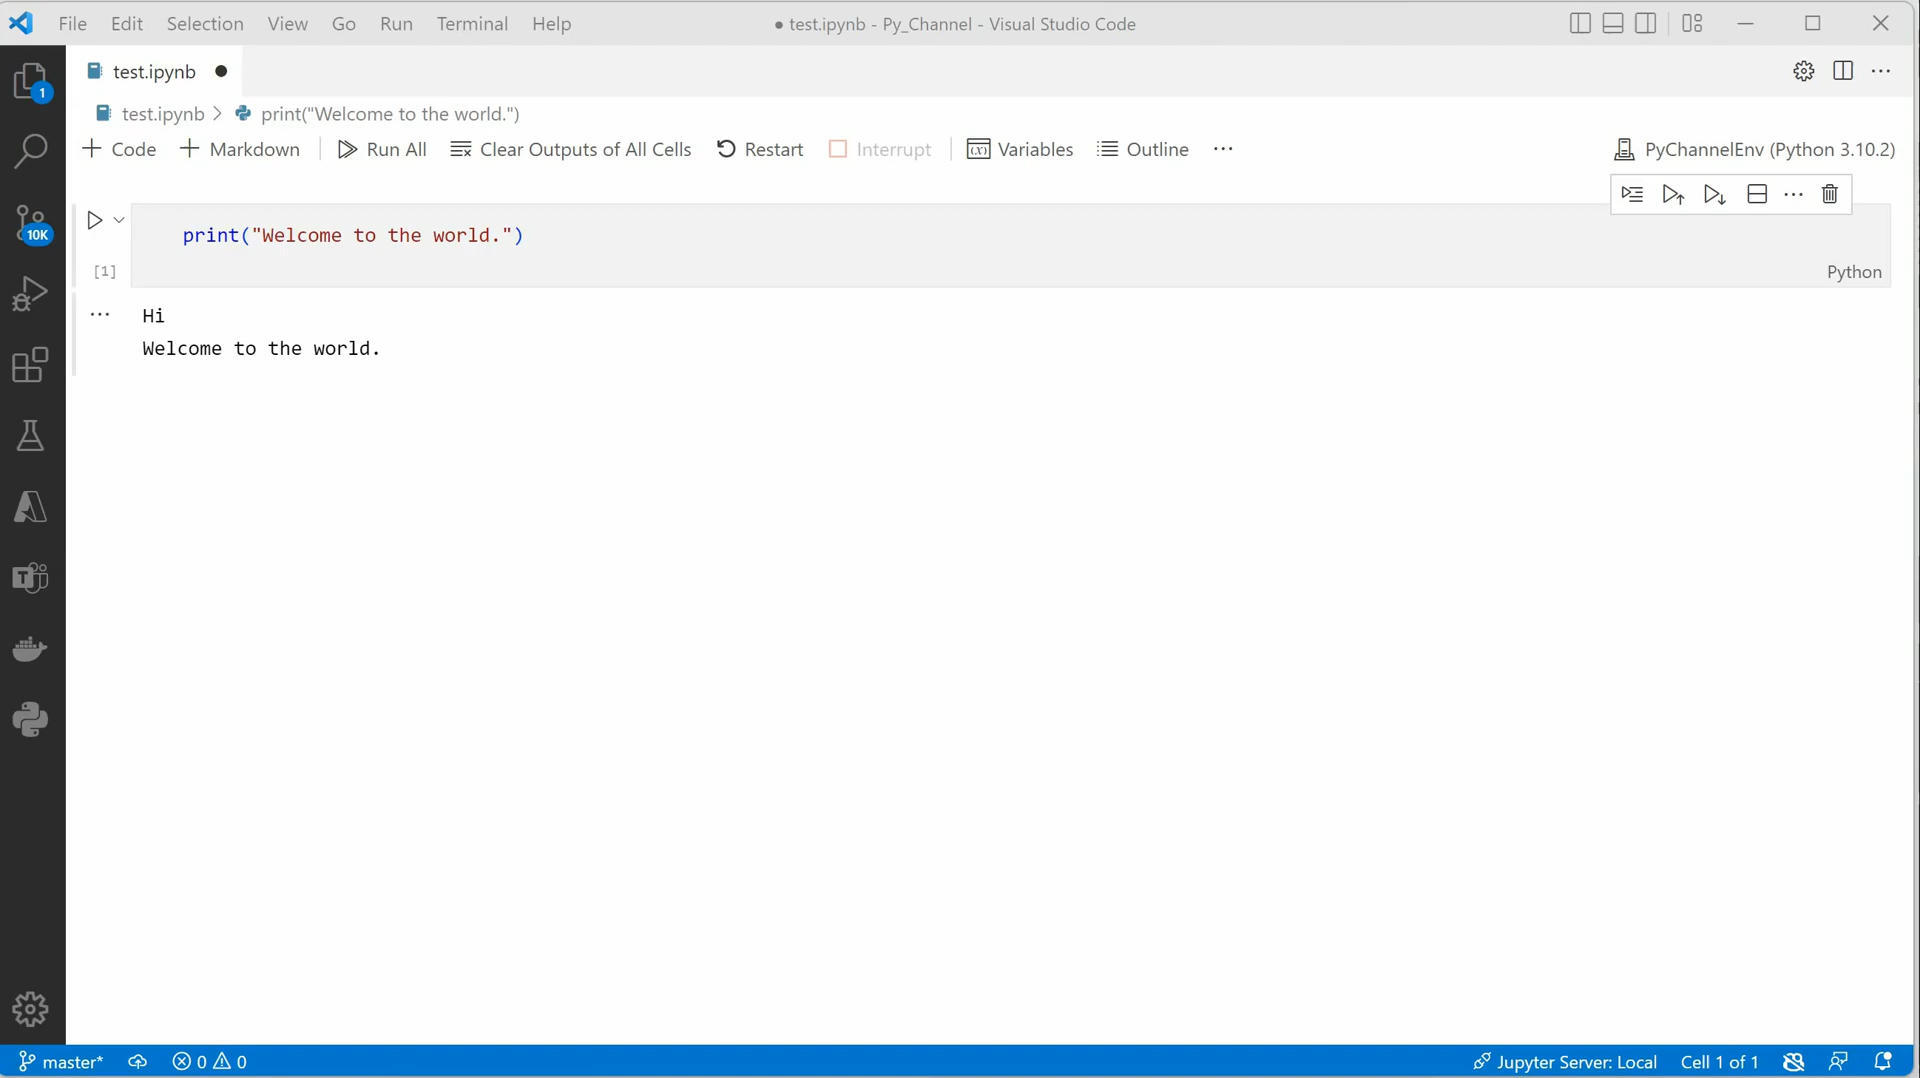 File Edit Selection View Go Run Terminal Help
● test.ipynb - Py_Channel - Visual Studio Code
1
10K
test.ipynb ●
test.ipynb > print("Welcome to the world.")
+ Code + Markdown Run All Clear Outputs of All Cells Restart Interrupt Variables Outline ···
PyChannelEnv (Python 3.10.2)
print("Welcome to the world.")
[1]
Python
Hi
Welcome to the world.
master* 0 0
Jupyter Server: Local Cell 1 of 1